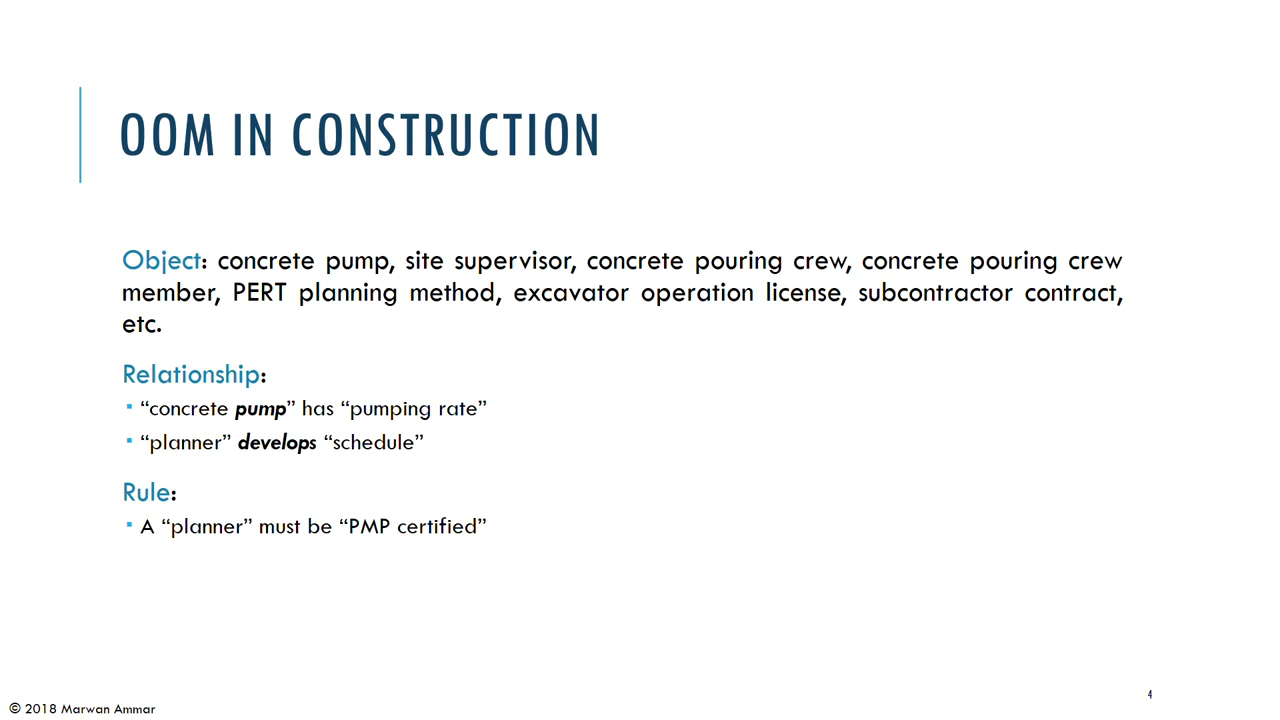 OOM IN CONSTRUCTION
Object: concrete pump, site supervisor, concrete pouring crew, concrete pouring crew
member, PERT planning method, excavator operation license, subcontractor contract,
etc.
Relationship:
▪ “concrete pump” has “pumping rate”
▪ “planner” develops “schedule”
Rule:
▪ A “planner” must be “PMP certified”
4
© 2018 Marwan Ammar